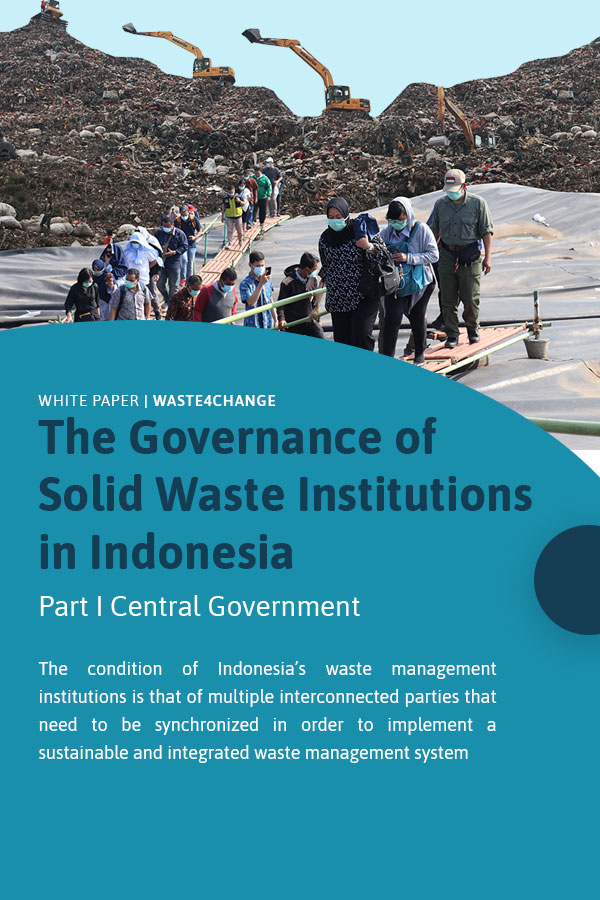 WHITE PAPER | WASTE4CHANGE
The Governance of
Solid Waste Institutions
in Indonesia
Part I Central Government
The condition of Indonesia's waste management
institutions is that of multiple interconnected parties that
need to be synchronized in order to implement a
sustainable and integrated waste management system